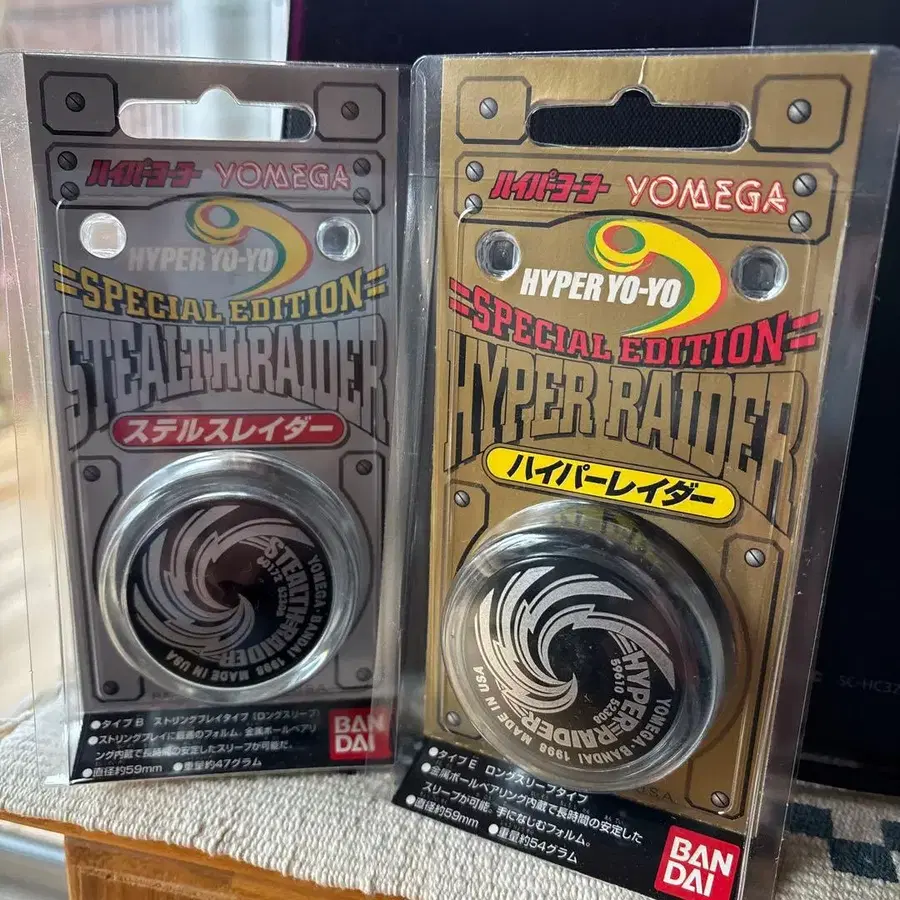 ハイパーヨーヨー YOMEGA
HYPER YO-YO
SPECIAL EDITION
STEALTH RAIDER
ステルスレイダー
STEALTH-RAIDER
YOMEGA・BANDAI 1998 MADE IN USA
●タイプB ストリングプレイタイプ(ロングスリープ)
●ストリングプレイに最適のフォルム。金属ボールベアリ
ング内蔵で長時間の安定したスリープが可能だ。
●直径約59mm ●重量約47グラム
BAN
DAI
ハイパーヨーヨー YOMEGA
HYPER YO-YO
SPECIAL EDITION
HYPER RAIDER
ハイパーレイダー
HYPER-RAIDER
59610 52308
YOMEGA・BANDAI 1998 MADE IN USA
U.S.A.
●タイプE ロングスリープタイプ
●金属ボールベアリング内蔵で長時間の安定した
スリープが可能。手になじむフォルム。
●直径約59mm ●重量約54グラム
BAN
DAI
SC-HC37